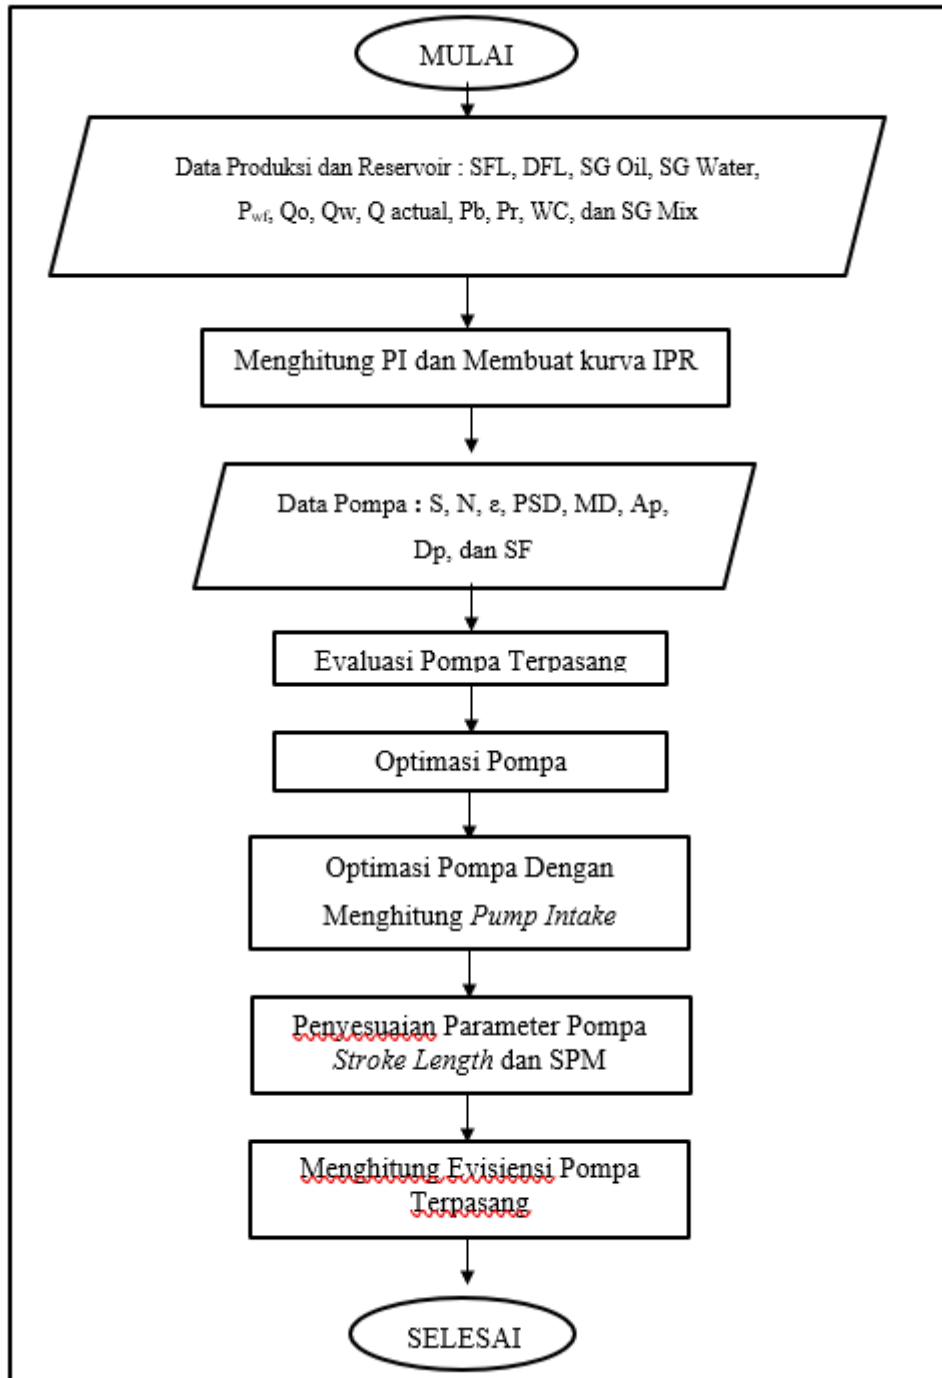 MULAI
Data Produksi dan Reservoir : SFL, DFL, SG Oil, SG Water,
Pwf, Qo, Qw, Q actual, Pb, Pr, WC, dan SG Mix
Menghitung PI dan Membuat kurva IPR
Data Pompa : S, N, ε, PSD, MD, Ap,
Dp, dan SF
Evaluasi Pompa Terpasang
Optimasi Pompa
Optimasi Pompa Dengan
Menghitung Pump Intake
Penyesuaian Parameter Pompa
Stroke Length dan SPM
Menghitung Evisiensi Pompa
Terpasang
SELESAI